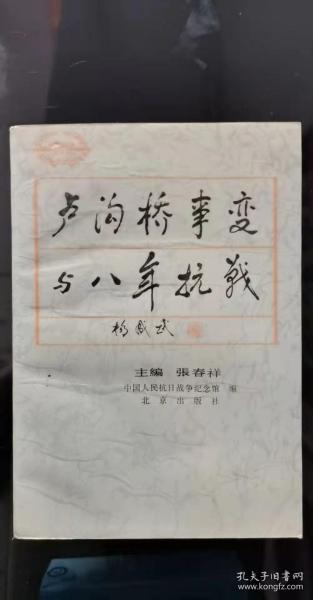 卢沟桥事变
与八年抗战
杨成武
主编 張春祥
中国人民抗日战争纪念馆 编
北京出版社
孔夫子旧书网
www.kongfz.com